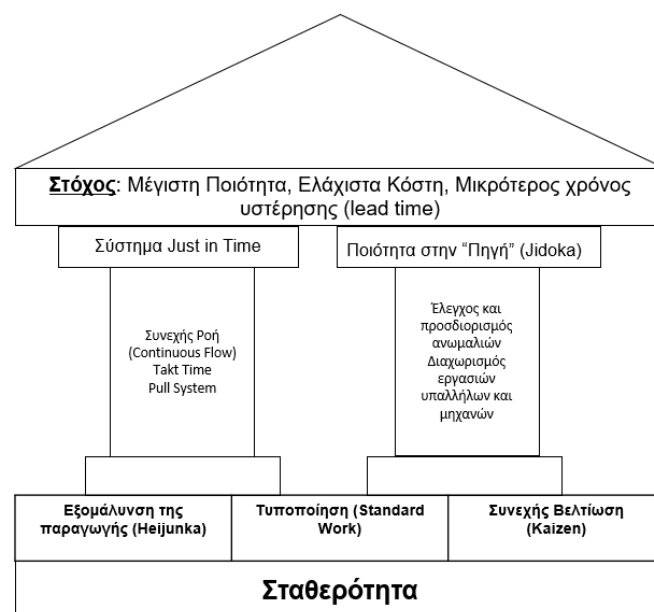 Στόχος: Μέγιστη Ποιότητα, Ελάχιστα Κόστη, Μικρότερος χρόνος
υστέρησης (lead time)
Σύστημα Just in Time
Ποιότητα στην “Πηγή” (Jidoka)
Συνεχής Ροή
(Continuous Flow)
Takt Time
Pull System
Έλεγχος και
προσδιορισμός
ανωμαλιών
Διαχωρισμός
εργασιών
υπαλλήλων και
μηχανών
Εξομάλυνση της
παραγωγής (Heijunka)
Τυποποίηση (Standard
Work)
Συνεχής Βελτίωση
(Kaizen)
Σταθερότητα